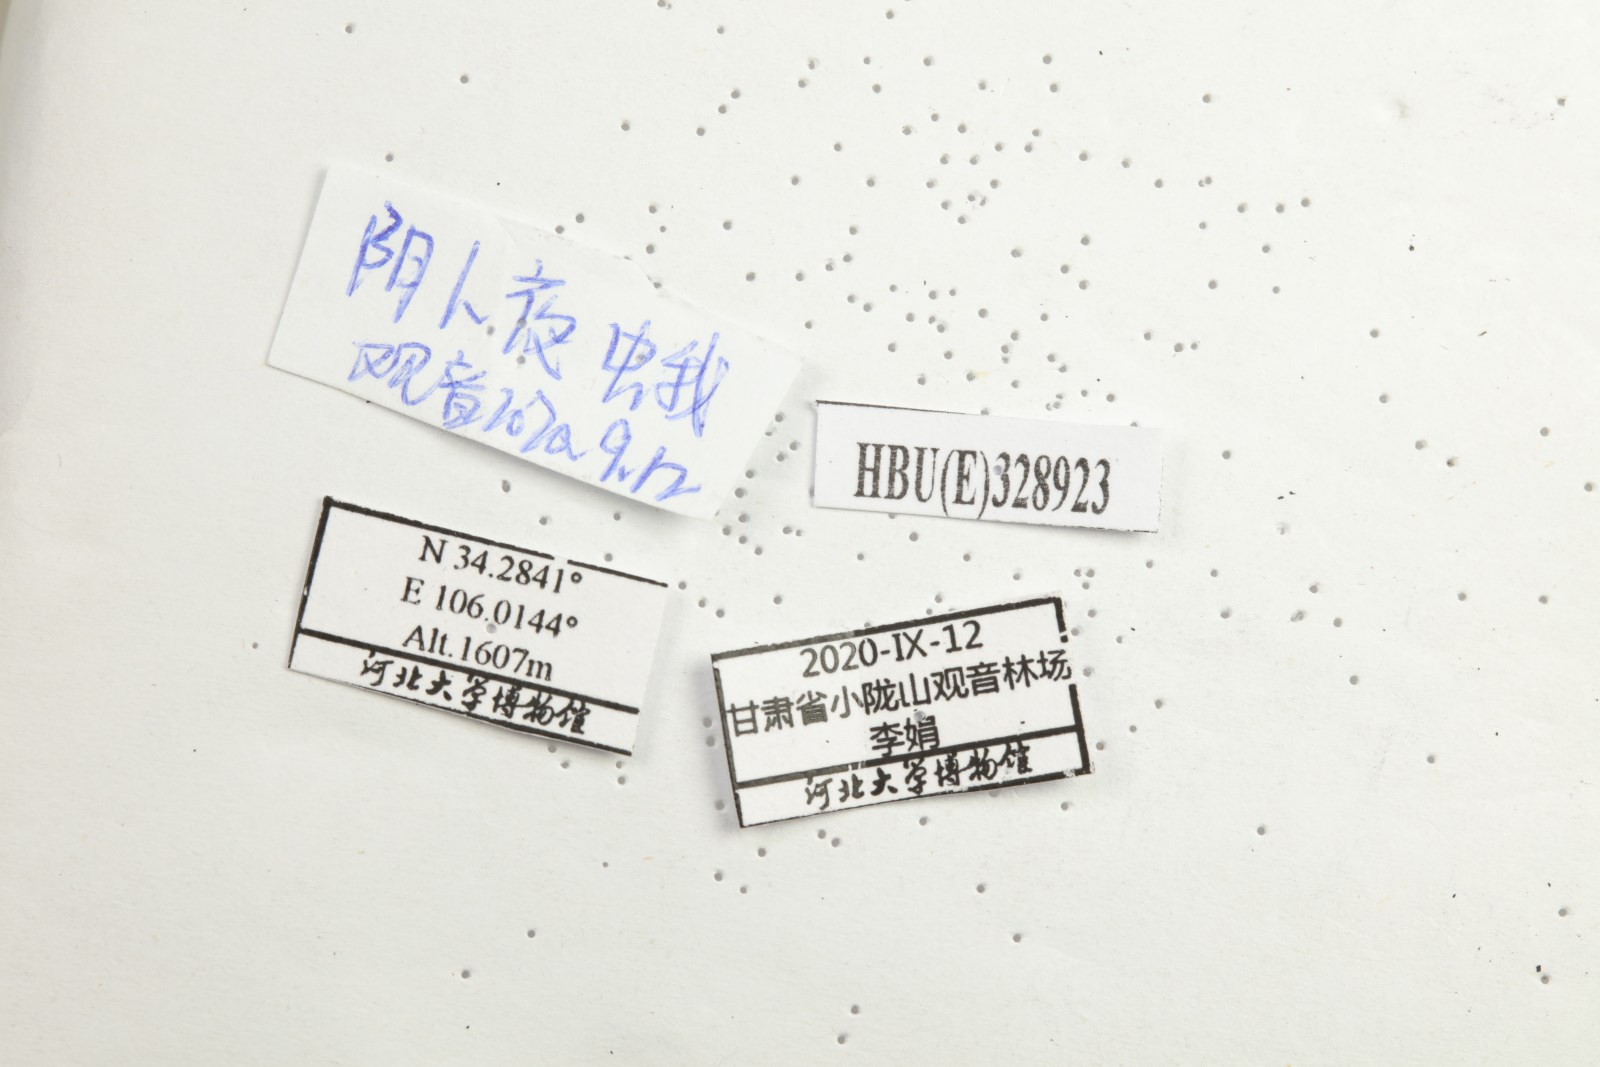 阴卜夜蛾
观音2020.9.12
HBU(E)328923
N 34.2841°
E 106.0144°
Alt.1607m
河北大学博物馆
2020-IX-12
甘肃省小陇山观音林场
李娟
河北大学博物馆